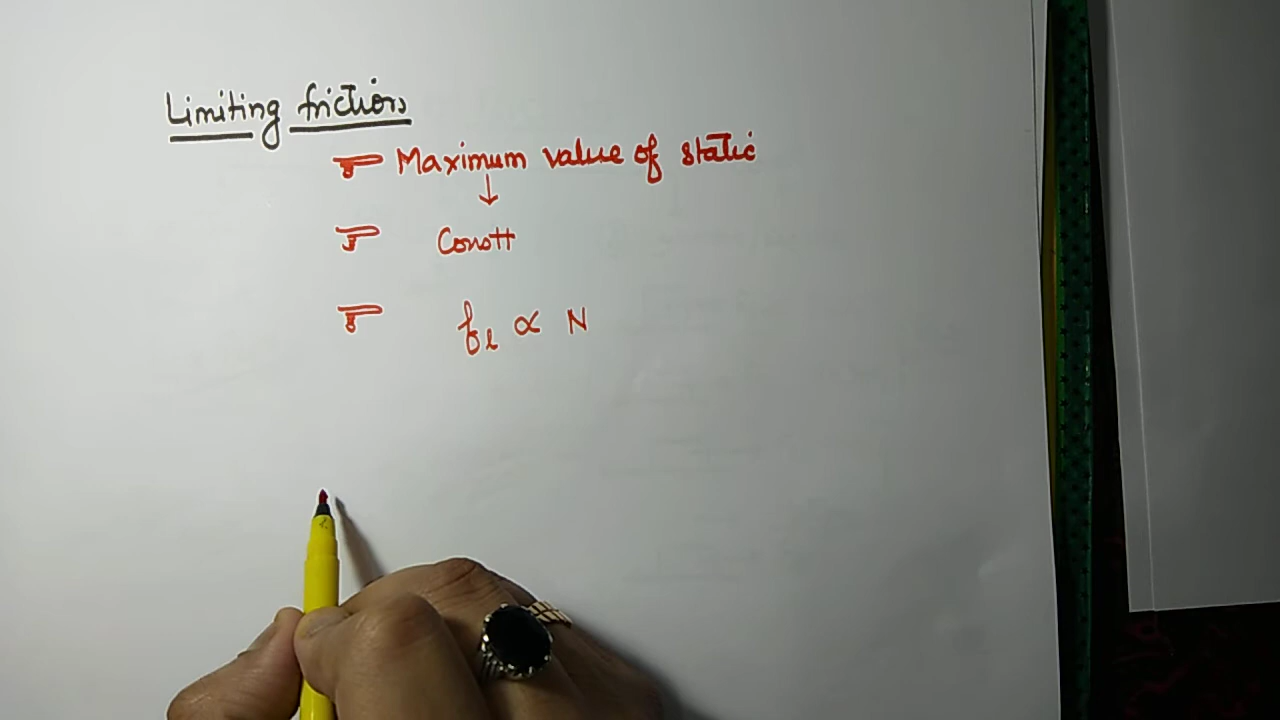 Limiting friction
Maximum value of static
↓
Constt
fₗ ∝ N